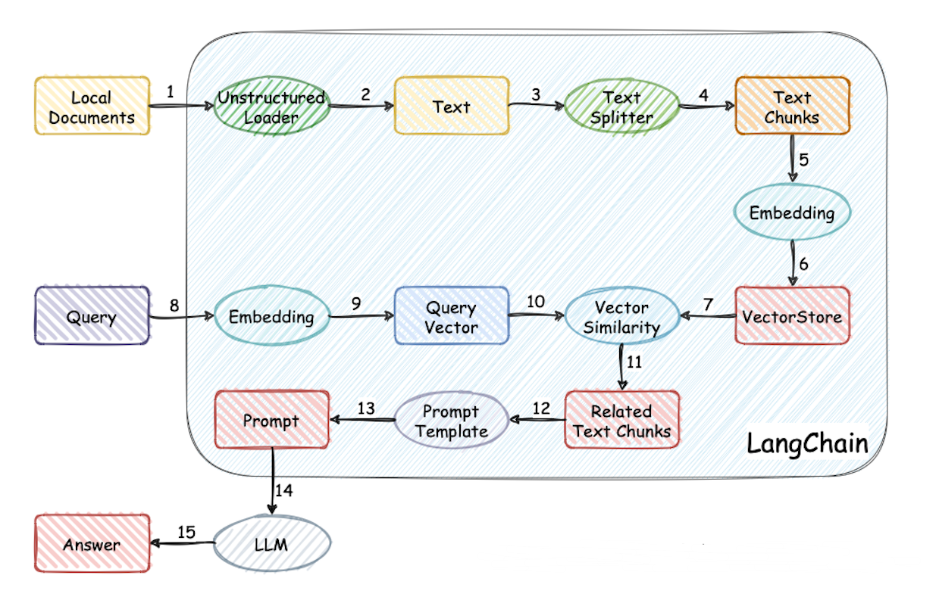 1
2
3
4
Local
Documents
Unstructured
Loader
Text
Text
Splitter
Text
Chunks
5
Embedding
6
8
9
10
7
Query
Embedding
Query
Vector
Vector
Similarity
VectorStore
11
13
12
Prompt
Prompt
Template
Related
Text Chunks
LangChain
14
15
Answer
LLM